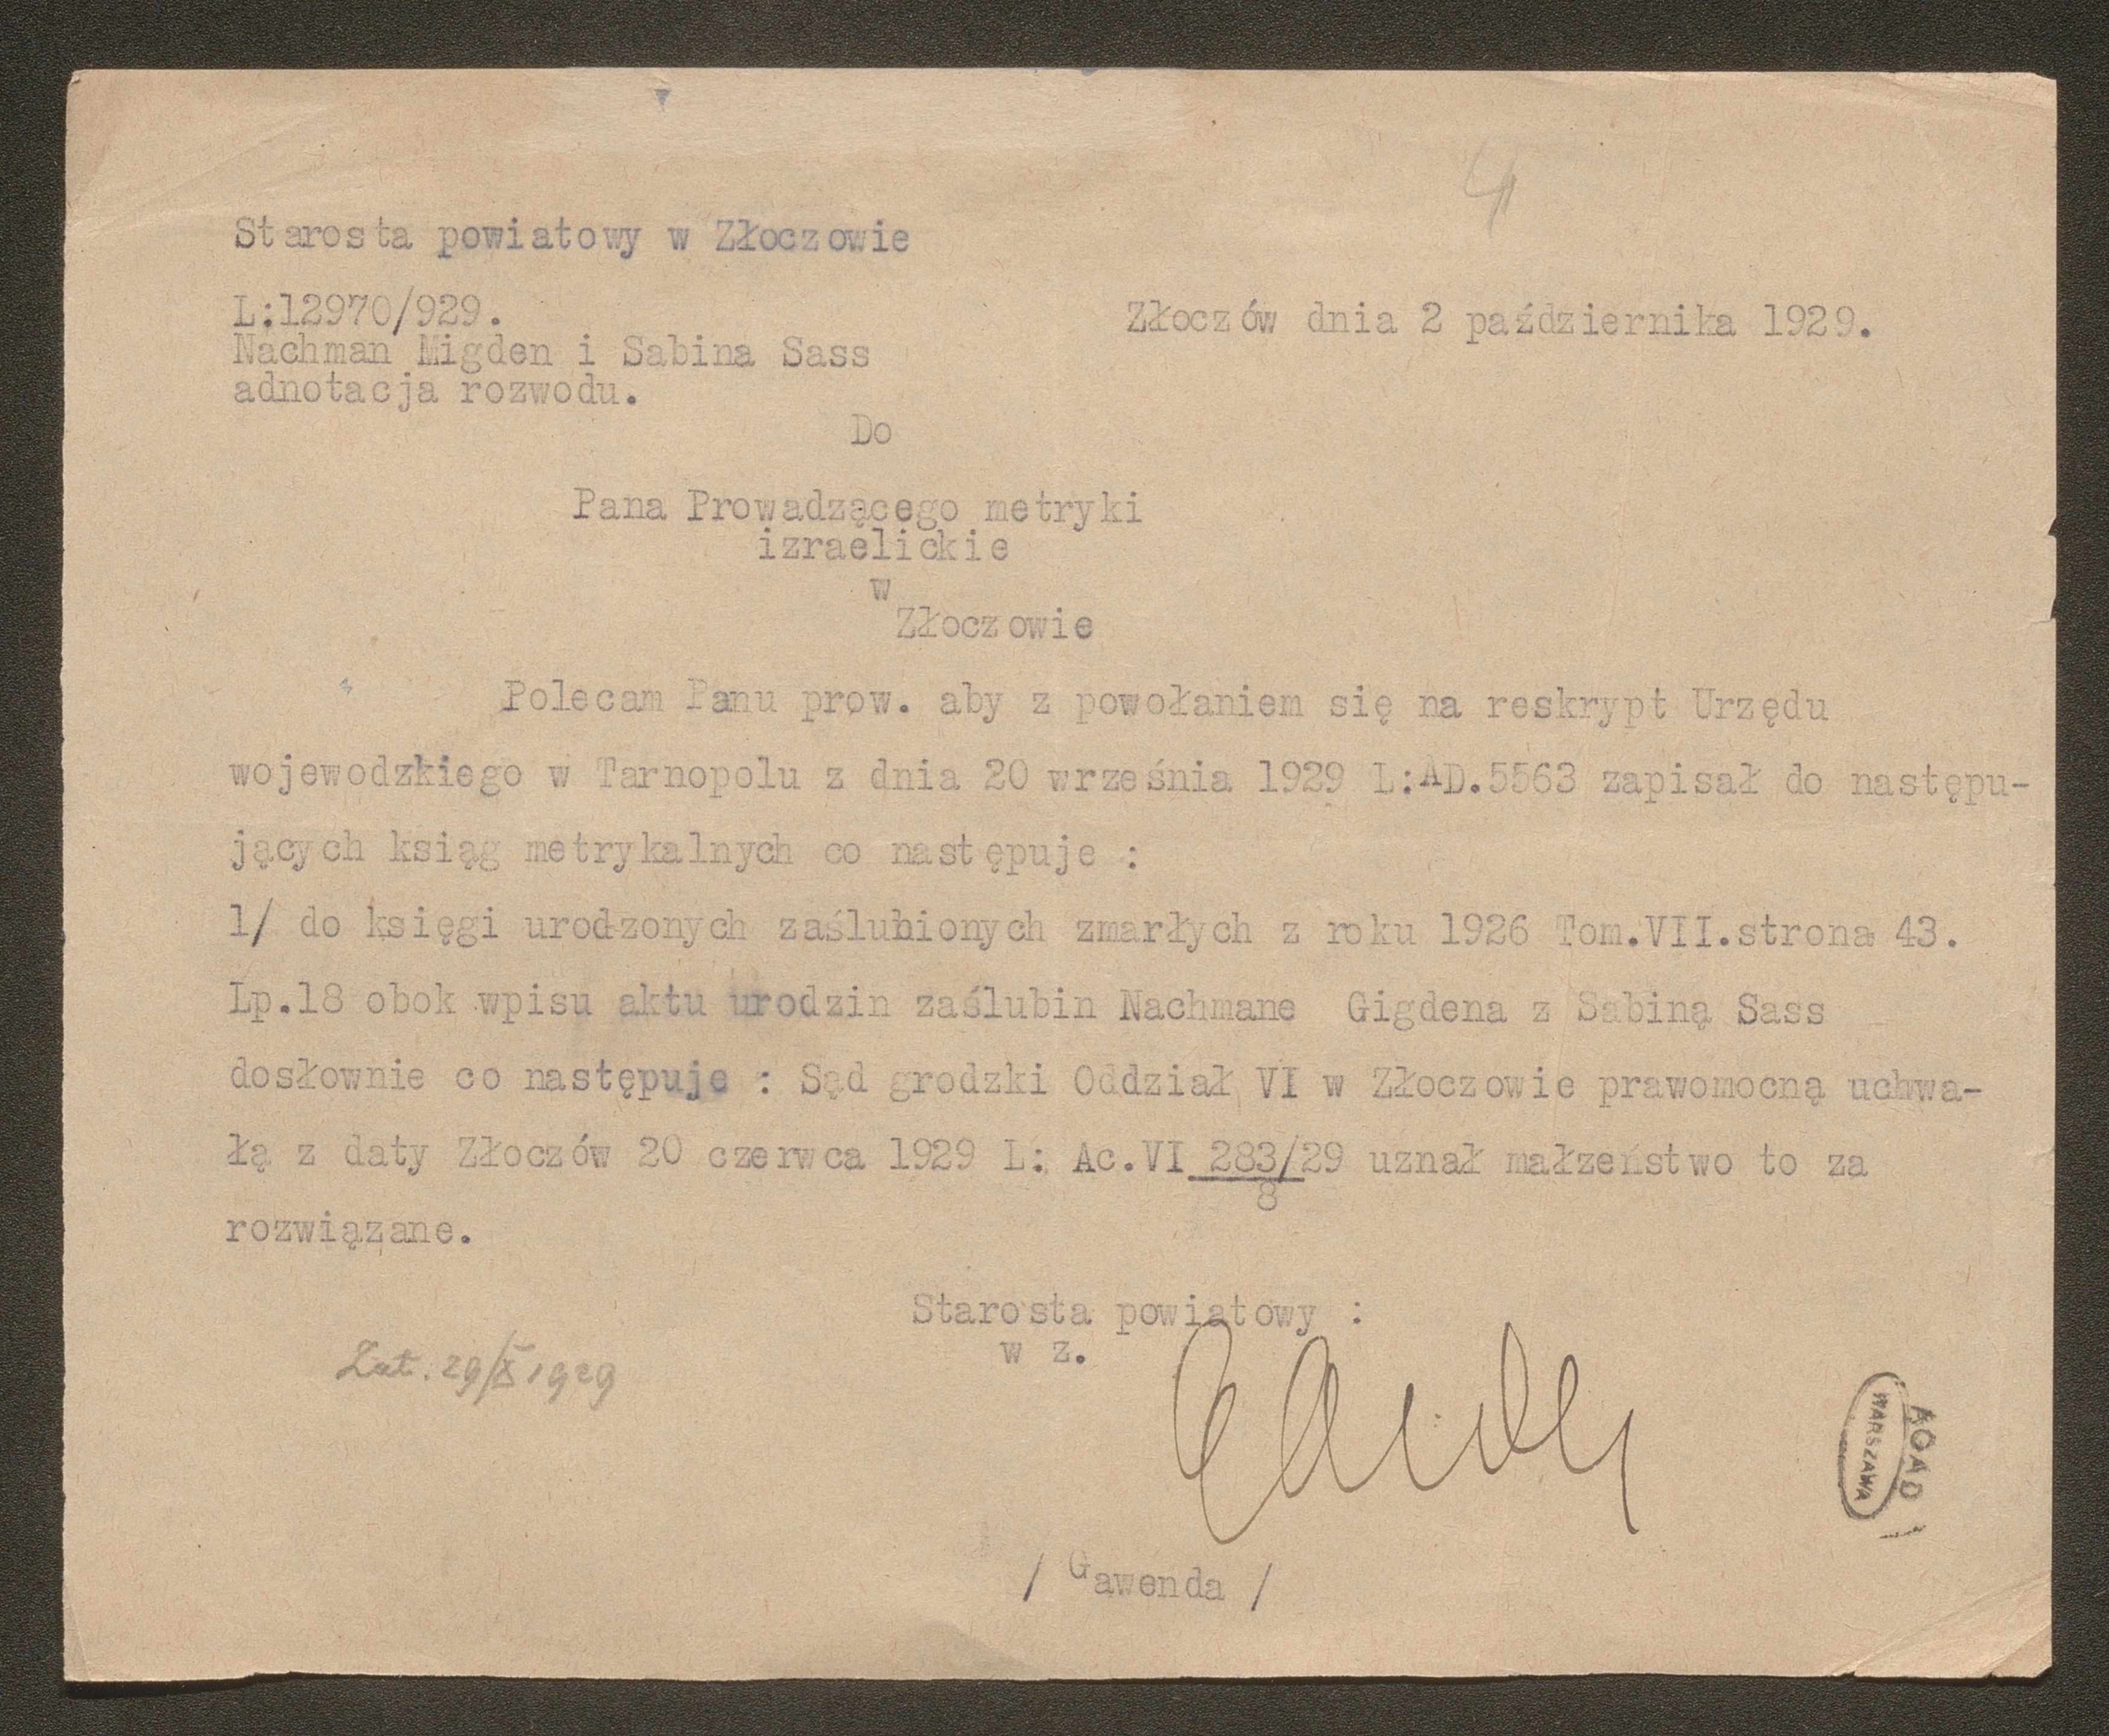 4
Starosta powiatowy w Złoczowie
L:12970/929.
Złoczów dnia 2 października 1929.
Nachman Migden i Sabina Sass
adnotacja rozwodu.
Do
Pana Prowadzącego metryki
izraelickie
w
Złoczowie
Polecam Panu prow. aby z powołaniem się na reskrypt Urzędu
wojewodzkiego w Tarnopolu z dnia 20 września 1929 L:AD.5563 zapisał do następu-
jących ksiąg metrykalnych co następuje :
1/ do księgi urodzonych zaślubionych zmarłych z roku 1926 Tom.VII.strona 43.
Lp.18 obok wpisu aktu urodzin zaślubin Nachmane Gigdena z Sabiną Sass
dosłownie co następuje : Sąd grodzki Oddział VI w Złoczowie prawomocną uchwa-
łą z daty Złoczów 20 czerwca 1929 L: Ac.VI 283/29 uznał małzeństwo to za
8
rozwiązane.
Starosta powiatowy :
w z.
Zat. 29/X 1929
/ Gawenda /
AGAD
WARSZAWA